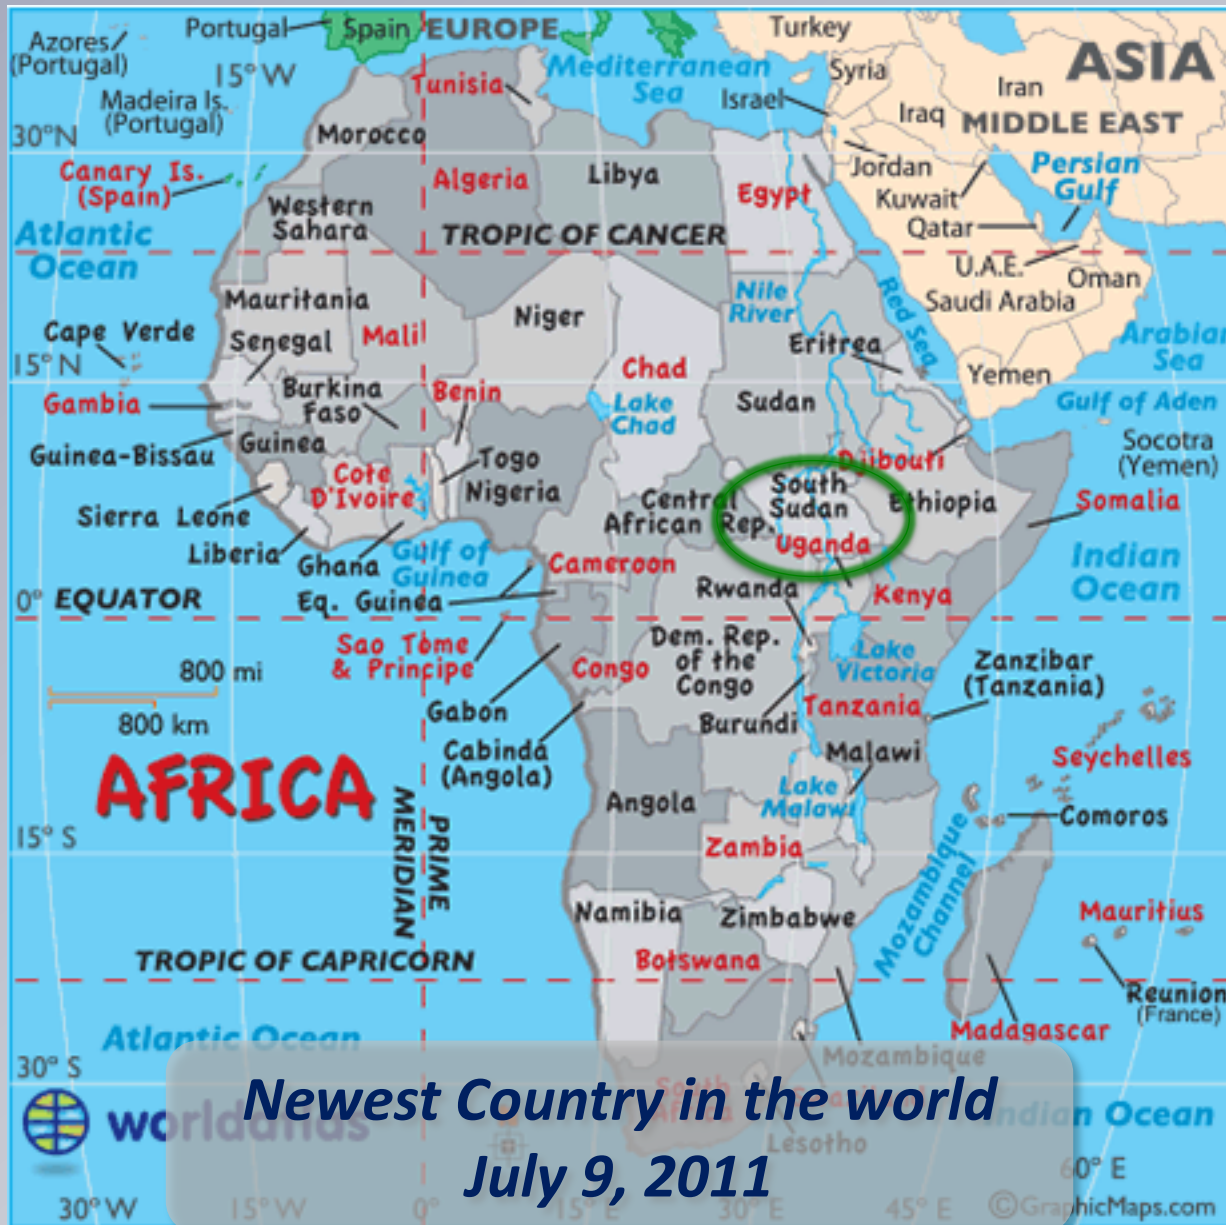 Azores
(Portugal)
Portugal
Spain
EUROPE
Turkey
ASIA
15° W
Tunisia
Mediterranean
Sea
Syria
Iran
Madeira Is.
(Portugal)
Israel
Iraq
MIDDLE EAST
30°N
Morocco
Canary Is.
(Spain)
Algeria
Libya
Egypt
Jordan
Kuwait
Persian
Gulf
Western
Sahara
Qatar
Atlantic
Ocean
TROPIC OF CANCER
U.A.E.
Oman
Saudi Arabia
Mauritania
Niger
Nile
River
Red Sea
Cape Verde
Senegal
Mali
Eritrea
Arabian
Sea
15°N
Chad
Yemen
Gambia
Burkina
Faso
Benin
Lake
Chad
Sudan
Gulf of Aden
Guinea-Bissau
Guinea
Togo
Djibouti
Socotra
(Yemen)
Cote
D'Ivoire
Nigeria
Central
African Rep.
South
Sudan
Ethiopia
Somalia
Sierra Leone
Liberia
Ghana
Gulf of
Guinea
Cameroon
Uganda
Indian
Ocean
0°
EQUATOR
Eq. Guinea
Rwanda
Kenya
Sao Tome
& Principe
Congo
Dem. Rep.
of the
Congo
Lake
Victoria
Zanzibar
(Tanzania)
800 mi
800 km
Gabon
Burundi
Tanzania
Cabinda
(Angola)
Malawi
Seychelles
AFRICA
Angola
Lake
Malawi
Comoros
PRIME
MERIDIAN
15° S
Zambia
Mozambique
Channel
Namibia
Zimbabwe
Mauritius
TROPIC OF CAPRICORN
Botswana
Reunion
(France)
Madagascar
Atlantic Ocean
Mozambique
30° S
South
Africa
worldatlas
Newest Country in the world
Indian Ocean
Lesotho
July 9, 2011
60° E
30° W
15° W
0°
15° E
30° E
45° E
©GraphicMaps.com